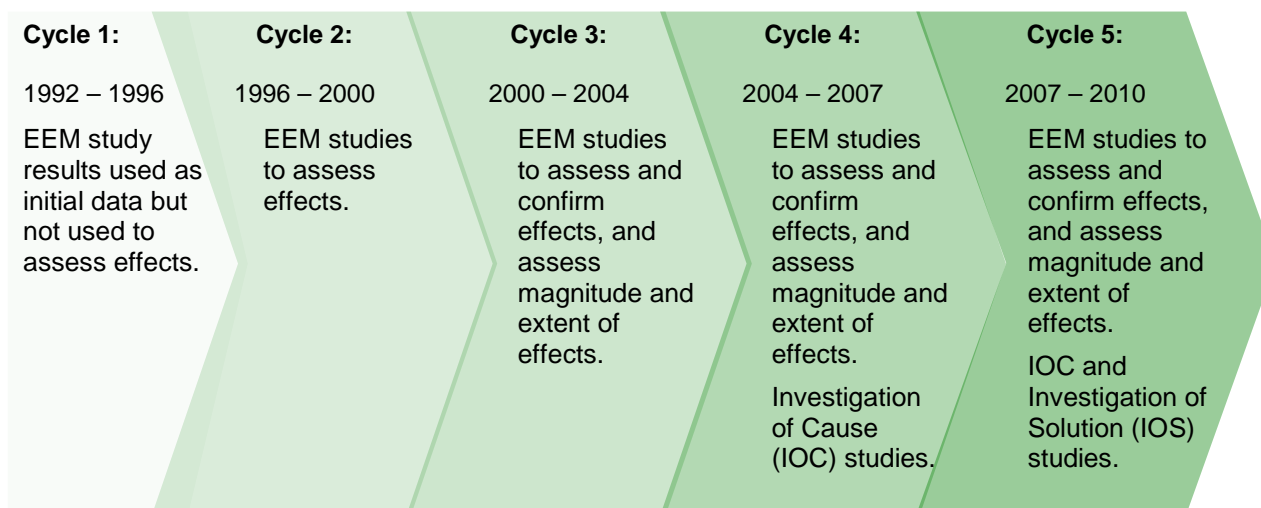 Cycle 1:
1992 – 1996
EEM study
results used as
initial data but
not used to
assess effects.
Cycle 2:
1996 – 2000
EEM studies
to assess
effects.
Cycle 3:
2000 – 2004
EEM studies
to assess and
confirm
effects, and
assess
magnitude and
extent of
effects.
Cycle 4:
2004 – 2007
EEM studies
to assess and
confirm
effects, and
assess
magnitude and
extent of
effects.
Investigation
of Cause
(IOC) studies.
Cycle 5:
2007 – 2010
EEM studies to
assess and
confirm effects,
and assess
magnitude and
extent of
effects.
IOC and
Investigation of
Solution (IOS)
studies.